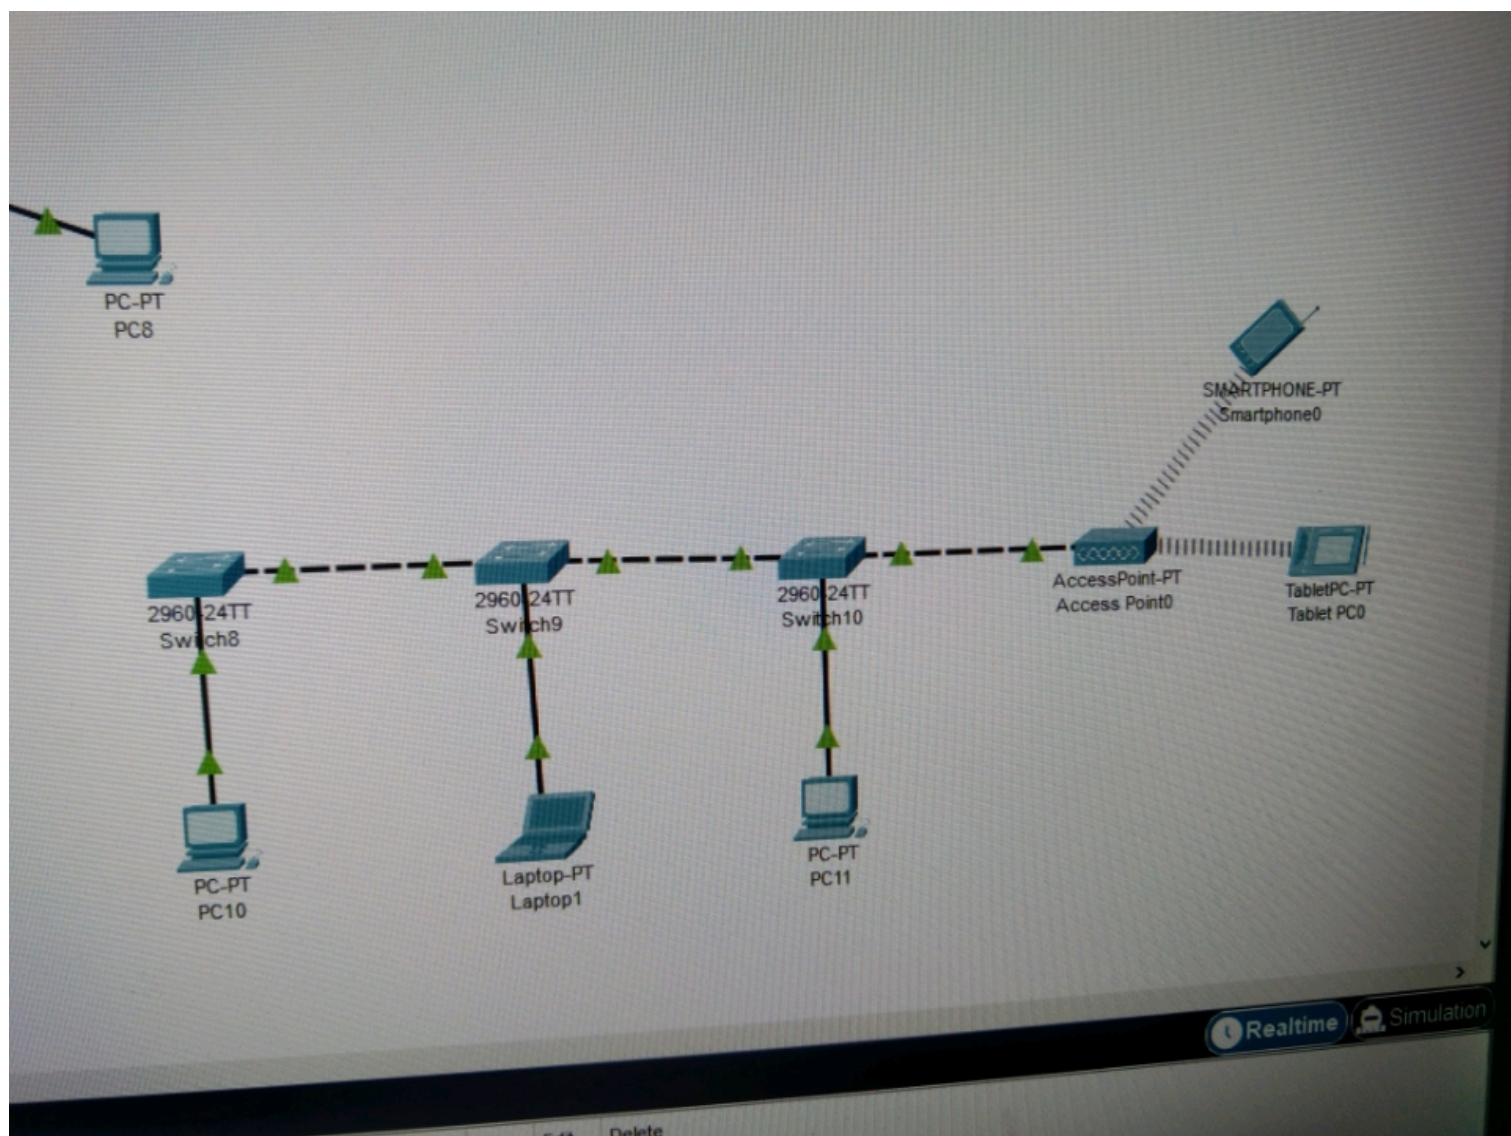 PC-PT
PC8
SMARTPHONE-PT
Smartphone0
2960-24TT
Switch8
2960-24TT
Switch9
2960-24TT
Switch10
AccessPoint-PT
Access Point0
TabletPC-PT
Tablet PC0
PC-PT
PC10
Laptop-PT
Laptop1
PC-PT
PC11
Realtime
Simulation
Delete